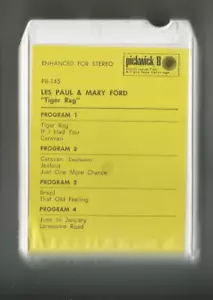 ENHANCED FOR STEREO
pickwick 8
P8-145
LES PAUL & MARY FORD
"Tiger Rag"
PROGRAM 1
Tiger Rag
If I Had You
PROGRAM 2
Caravan
Just One More Chance
PROGRAM 3
Brazil
That Old Feeling
PROGRAM 4
June In January
Lonesome Road